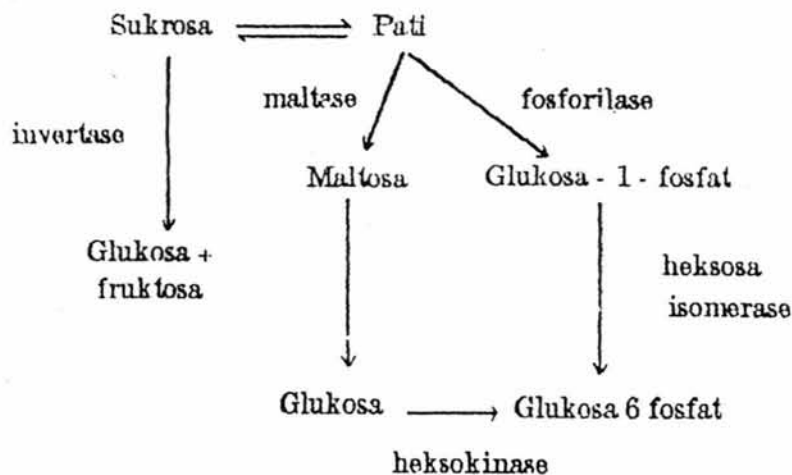 Sukrosa Pati
maltase fosforilase
invertase
Maltosa Glukosa - 1 - fosfat
Glukosa +
fruktosa
heksosa
isomerase
Glukosa Glukosa 6 fosfat
heksokinase